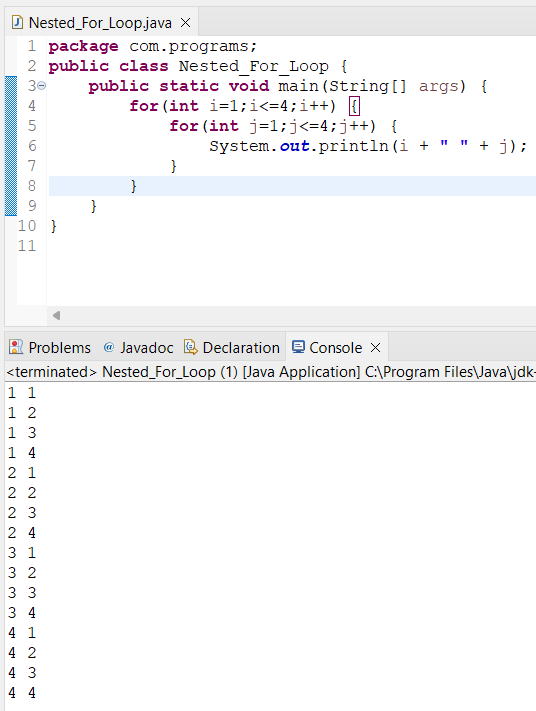 Nested_For_Loop.java
1 package com.programs;
2 public class Nested_For_Loop {
3 public static void main(String[] args) {
4 for(int i=1;i<=4;i++) {
5 for(int j=1;j<=4;j++) {
6 System.out.println(i + " " + j);
7 }
8 }
9 }
10 }
11
Problems @ Javadoc Declaration Console
<terminated> Nested_For_Loop (1) [Java Application] C:\Program Files\Java\jdk-
1 1
1 2
1 3
1 4
2 1
2 2
2 3
2 4
3 1
3 2
3 3
3 4
4 1
4 2
4 3
4 4